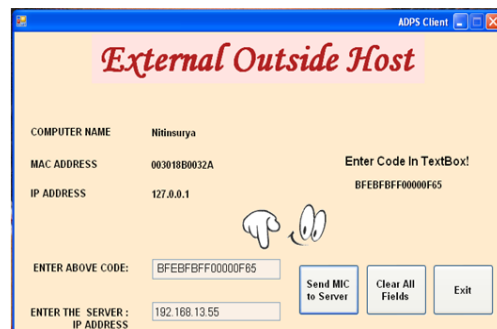 ADPS Client
External Outside Host
COMPUTER NAME Nitinsurya
MAC ADDRESS 003018B0032A
Enter Code In TextBox!
IP ADDRESS 127.0.0.1
BFEBFBFF00000F65
ENTER ABOVE CODE: BFEBFBFF00000F65
Send MIC
to Server
Clear All
Fields
Exit
ENTER THE SERVER : 192.168.13.55
IP ADDRESS